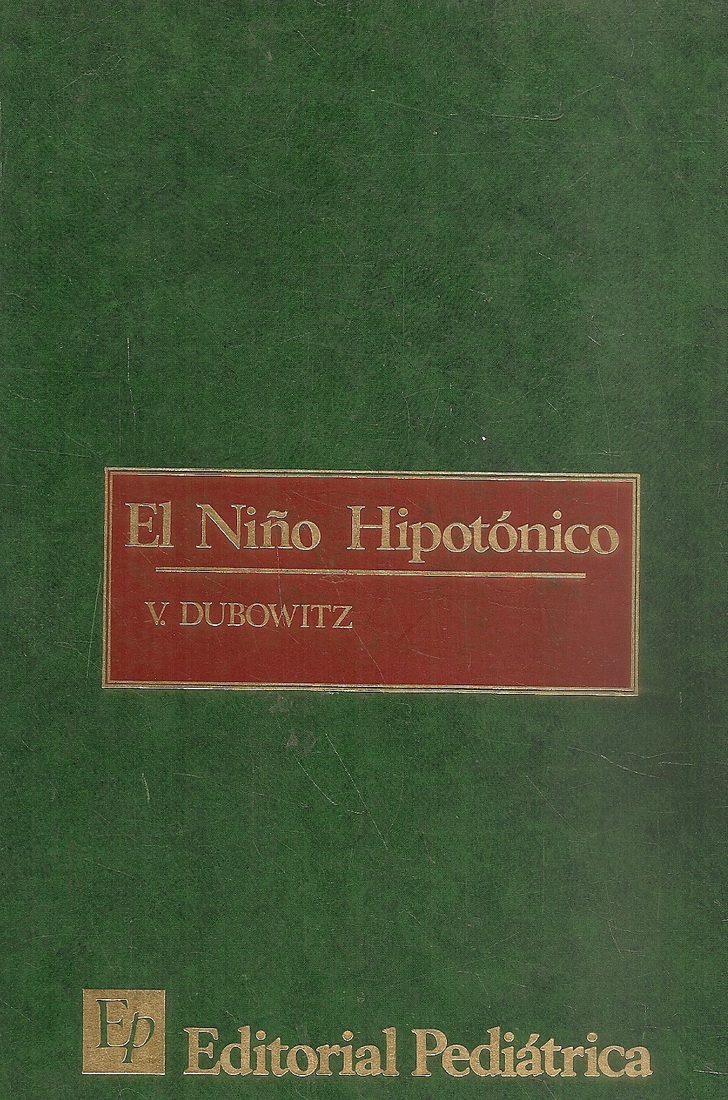 El Niño Hipotónico
V. DUBOWITZ
Ep
Editorial Pediátrica